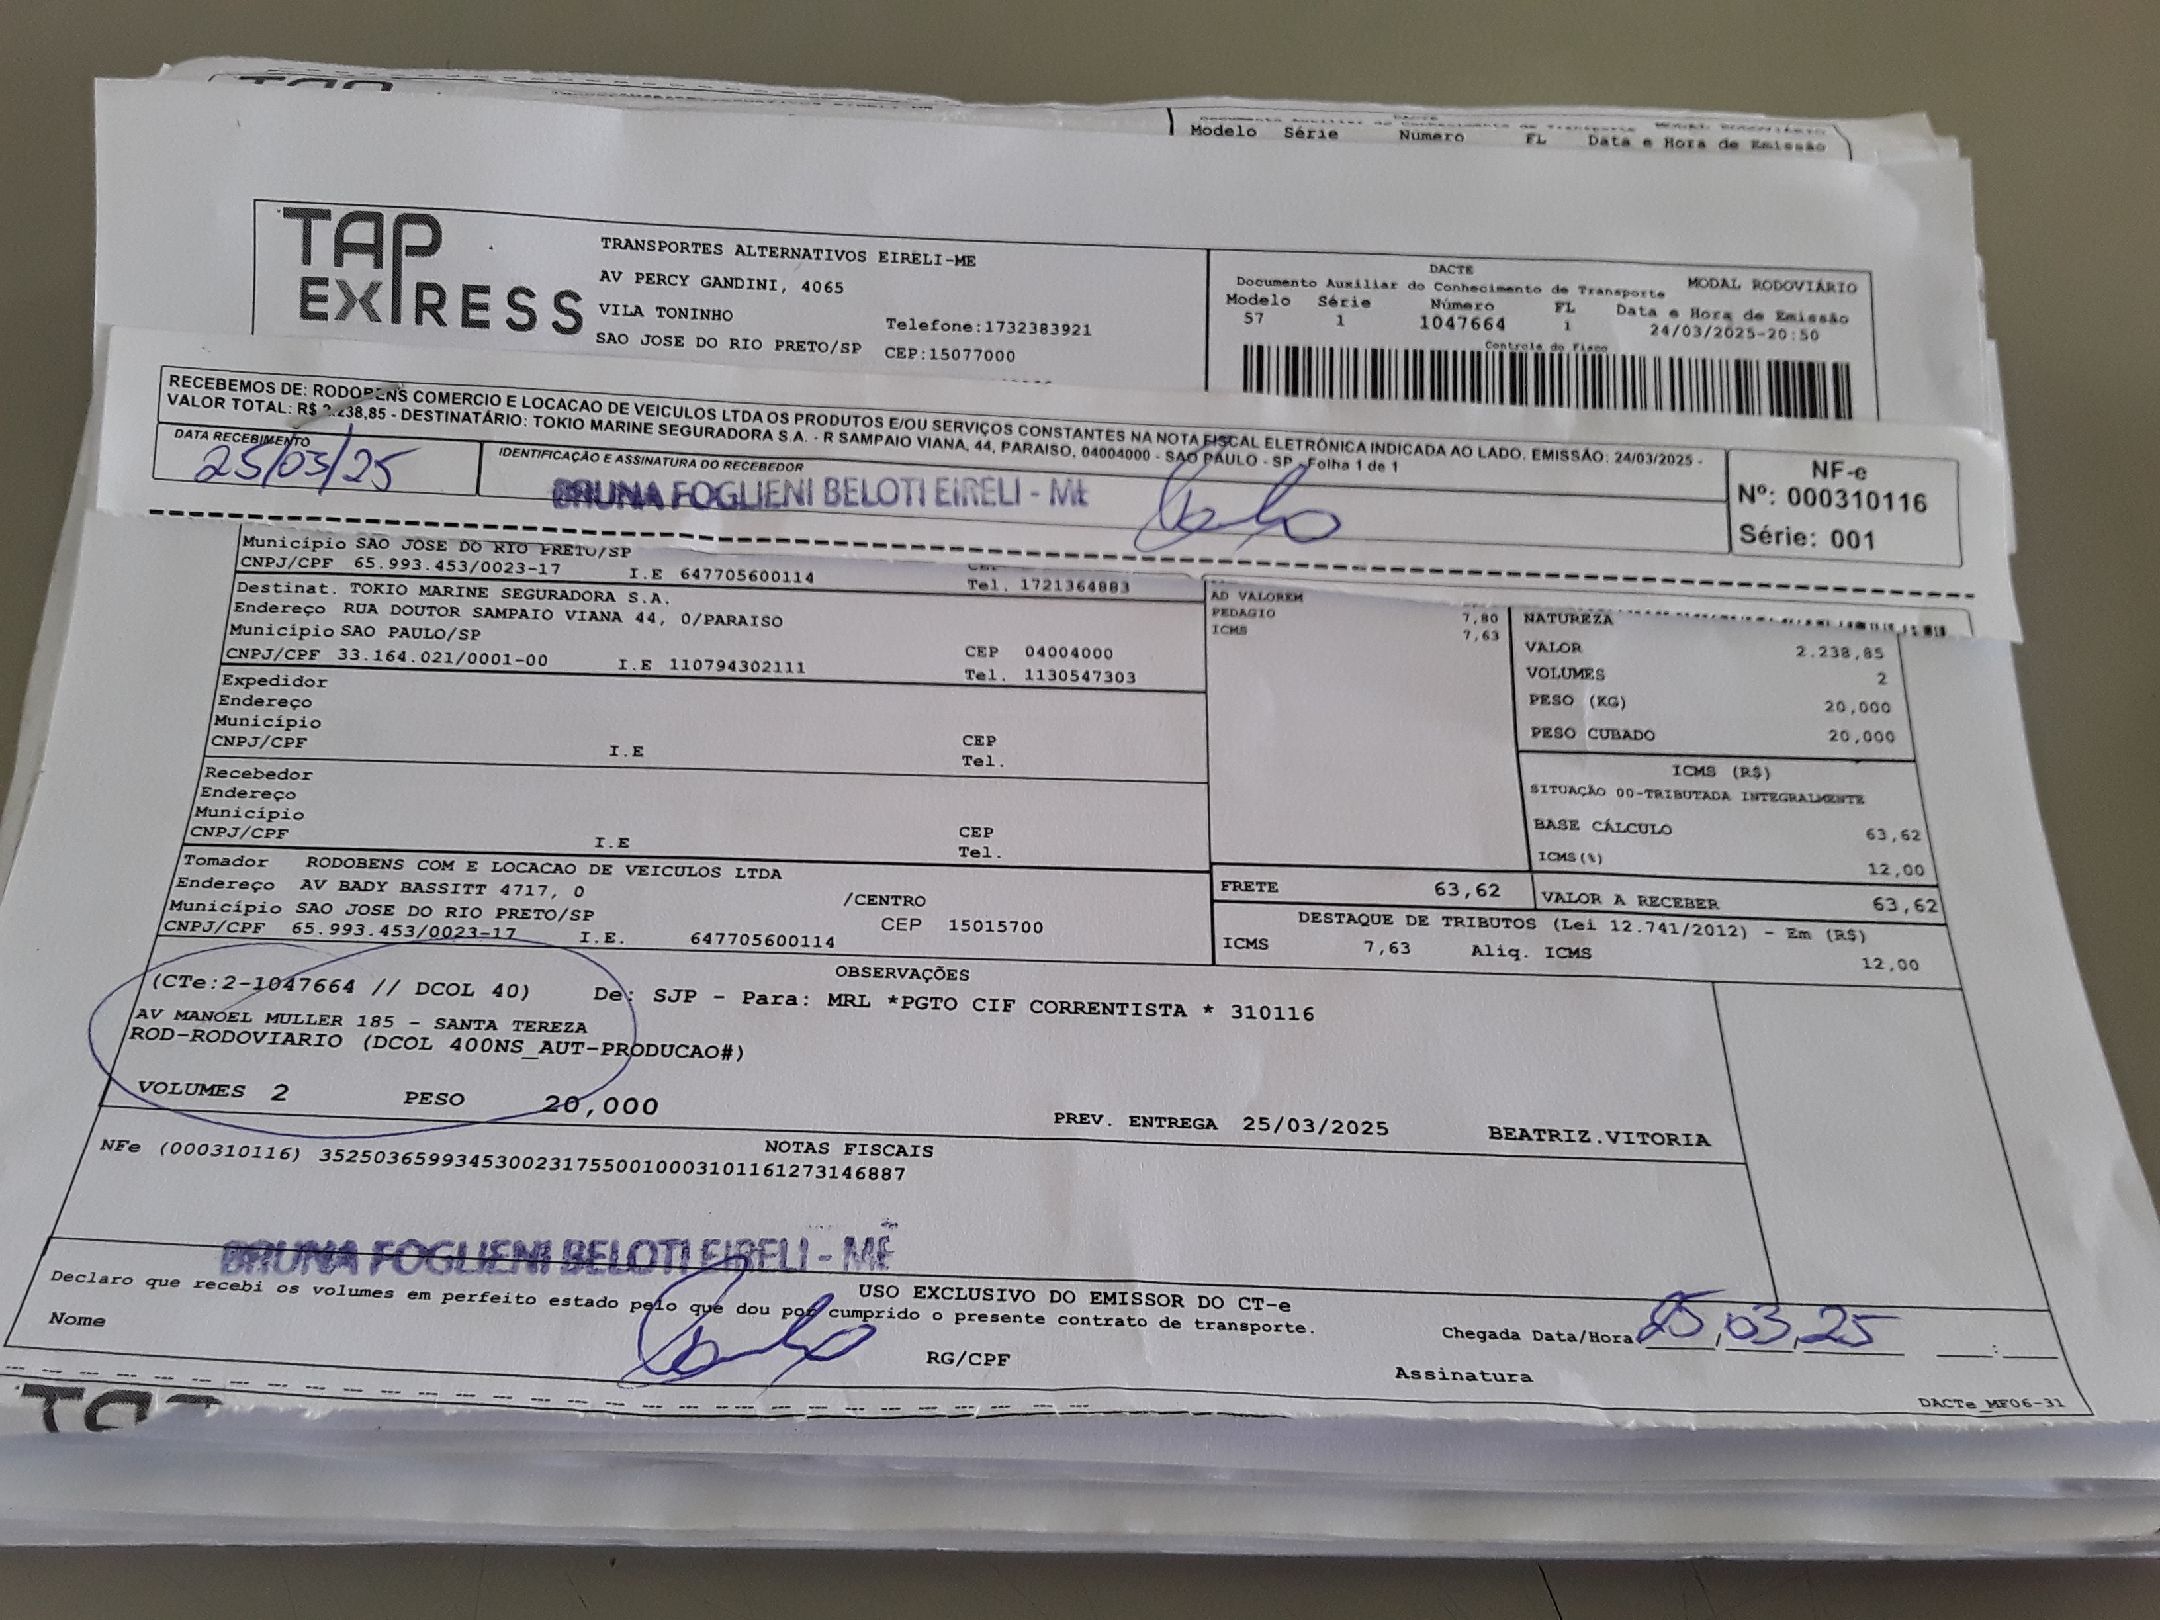 Modelo Série Numero FL Data e Hora de Emissão
TAP EXPRESS
TRANSPORTES ALTERNATIVOS EIRELI-ME
AV PERCY GANDINI, 4065
VILA TONINHO Telefone:1732383921
SAO JOSE DO RIO PRETO/SP CEP:15077000
DACTE MODAL RODOVIÁRIO
Documento Auxiliar do Conhecimento de Transporte
Modelo Série Número FL Data e Hora de Emissão
57 1 1047664 1 24/03/2025-20:50
Controle do Fisco
RECEBEMOS DE: RODOBENS COMERCIO E LOCACAO DE VEICULOS LTDA OS PRODUTOS E/OU SERVIÇOS CONSTANTES NA NOTA FISCAL ELETRÔNICA INDICADA AO LADO. EMISSÃO: 24/03/2025 -
VALOR TOTAL: R$ 2.238,85 - DESTINATÁRIO: TOKIO MARINE SEGURADORA S.A. - R SAMPAIO VIANA, 44, PARAISO, 04004000 - SAO PAULO - SP - Folha 1 de 1
DATA RECEBIMENTO
25/03/25
IDENTIFICAÇÃO E ASSINATURA DO RECEBEDOR
BRUNA FOGLIENI BELOTI EIRELI - ME
NF-e
Nº: 000310116
Série: 001
Município SAO JOSE DO RIO PRETO/SP
CNPJ/CPF 65.993.453/0023-17 I.E 647705600114 Tel. 1721364883
Destinat. TOKIO MARINE SEGURADORA S.A.
Endereço RUA DOUTOR SAMPAIO VIANA 44, 0/PARAISO
Município SAO PAULO/SP CEP 04004000
CNPJ/CPF 33.164.021/0001-00 I.E 110794302111 Tel. 1130547303
Expedidor
Endereço
Município CEP
CNPJ/CPF I.E Tel.
Recebedor
Endereço
Município CEP
CNPJ/CPF I.E Tel.
Tomador RODOBENS COM E LOCACAO DE VEICULOS LTDA
Endereço AV BADY BASSITT 4717, 0 /CENTRO
Município SAO JOSE DO RIO PRETO/SP CEP 15015700
CNPJ/CPF 65.993.453/0023-17 I.E. 647705600114
AD VALOREM
PEDAGIO 7,80
ICMS 7,63
NATUREZA
VALOR 2.238,85
VOLUMES 2
PESO (KG) 20,000
PESO CUBADO 20,000
ICMS (R$)
SITUAÇÃO 00-TRIBUTADA INTEGRALMENTE
BASE CÁLCULO 63,62
ICMS(%) 12,00
FRETE 63,62 VALOR A RECEBER 63,62
DESTAQUE DE TRIBUTOS (Lei 12.741/2012) - Em (R$)
ICMS 7,63 Aliq. ICMS 12,00
OBSERVAÇÕES
(CTe:2-1047664 // DCOL 40) De: SJP - Para: MRL *PGTO CIF CORRENTISTA * 310116
AV MANOEL MULLER 185 - SANTA TEREZA
ROD-RODOVIARIO (DCOL 400NS_AUT-PRODUCAO#)
VOLUMES 2 PESO 20,000 PREV. ENTREGA 25/03/2025 BEATRIZ.VITORIA
NOTAS FISCAIS
NFe (000310116) 35250365993453002317550010003101161273146887
BRUNA FOGLIENI BELOTI EIRELI - ME
USO EXCLUSIVO DO EMISSOR DO CT-e
Declaro que recebi os volumes em perfeito estado pelo que dou por cumprido o presente contrato de transporte.
Nome RG/CPF Chegada Data/Hora 25,03,25 :
Assinatura
DACTe_MF06-31